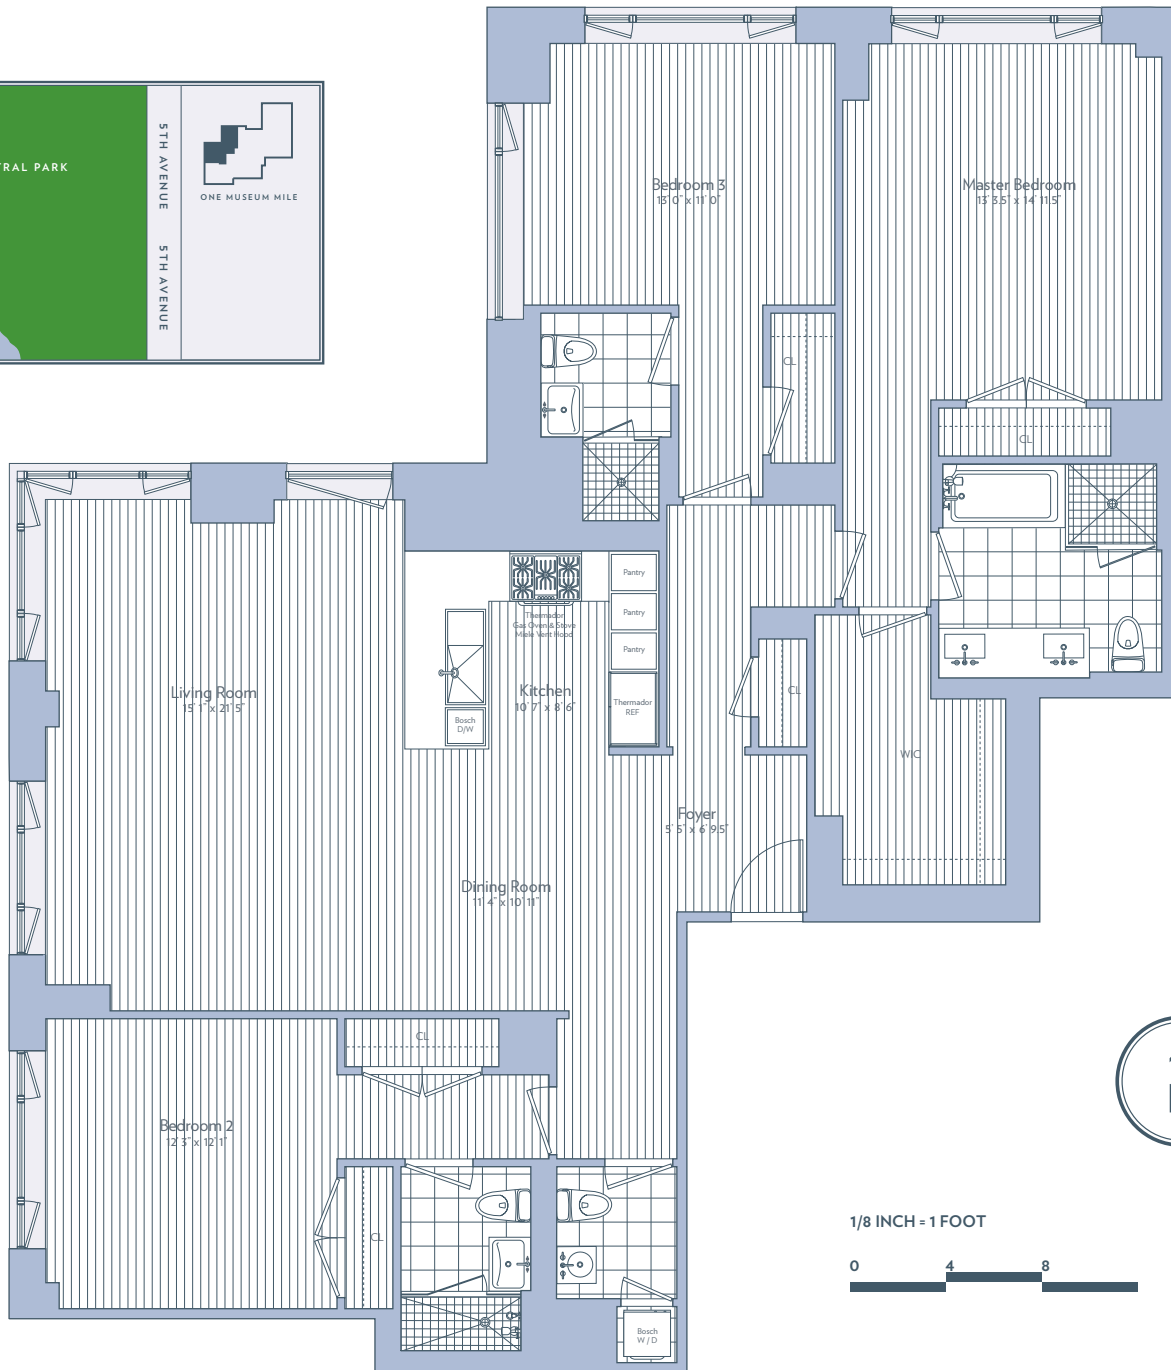 TRAL PARK
5TH AVENUE
5TH AVENUE
ONE MUSEUM MILE
Bedroom 3
13' 0" x 11' 0"
Master Bedroom
13' 3.5" x 14' 11.5"
CL
CL
Pantry
Pantry
Pantry
Thermador
Gas Oven & Stove
Miele Vent Hood
Living Room
15' 1" x 21' 5"
Kitchen
10' 7" x 8' 6"
Thermador
REF
Bosch
D/W
CL
WIC
Foyer
5' 5" x 6' 9.5"
Dining Room
11' 4" x 10' 11"
CL
Bedroom 2
12' 3" x 12' 1"
CL
Bosch
W / D
1/8 INCH = 1 FOOT
0 4 8